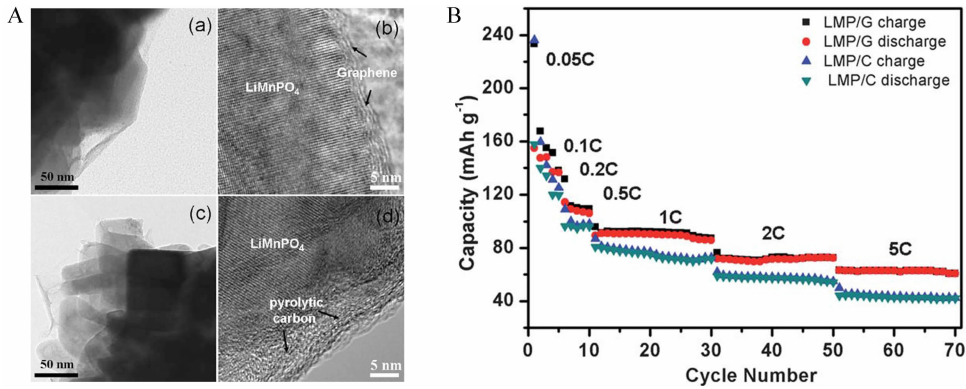 A
(a)
50 nm
(b)
Graphene
LiMnPO₄
5 nm
(c)
50 nm
(d)
LiMnPO₄
pyrolytic
carbon
5 nm
B
LMP/G charge
LMP/G discharge
LMP/C charge
LMP/C discharge
0.05C
0.1C
0.2C
0.5C
1C
2C
5C
240
200
160
120
80
40
Capacity (mAh g⁻¹)
0 10 20 30 40 50 60 70
Cycle Number